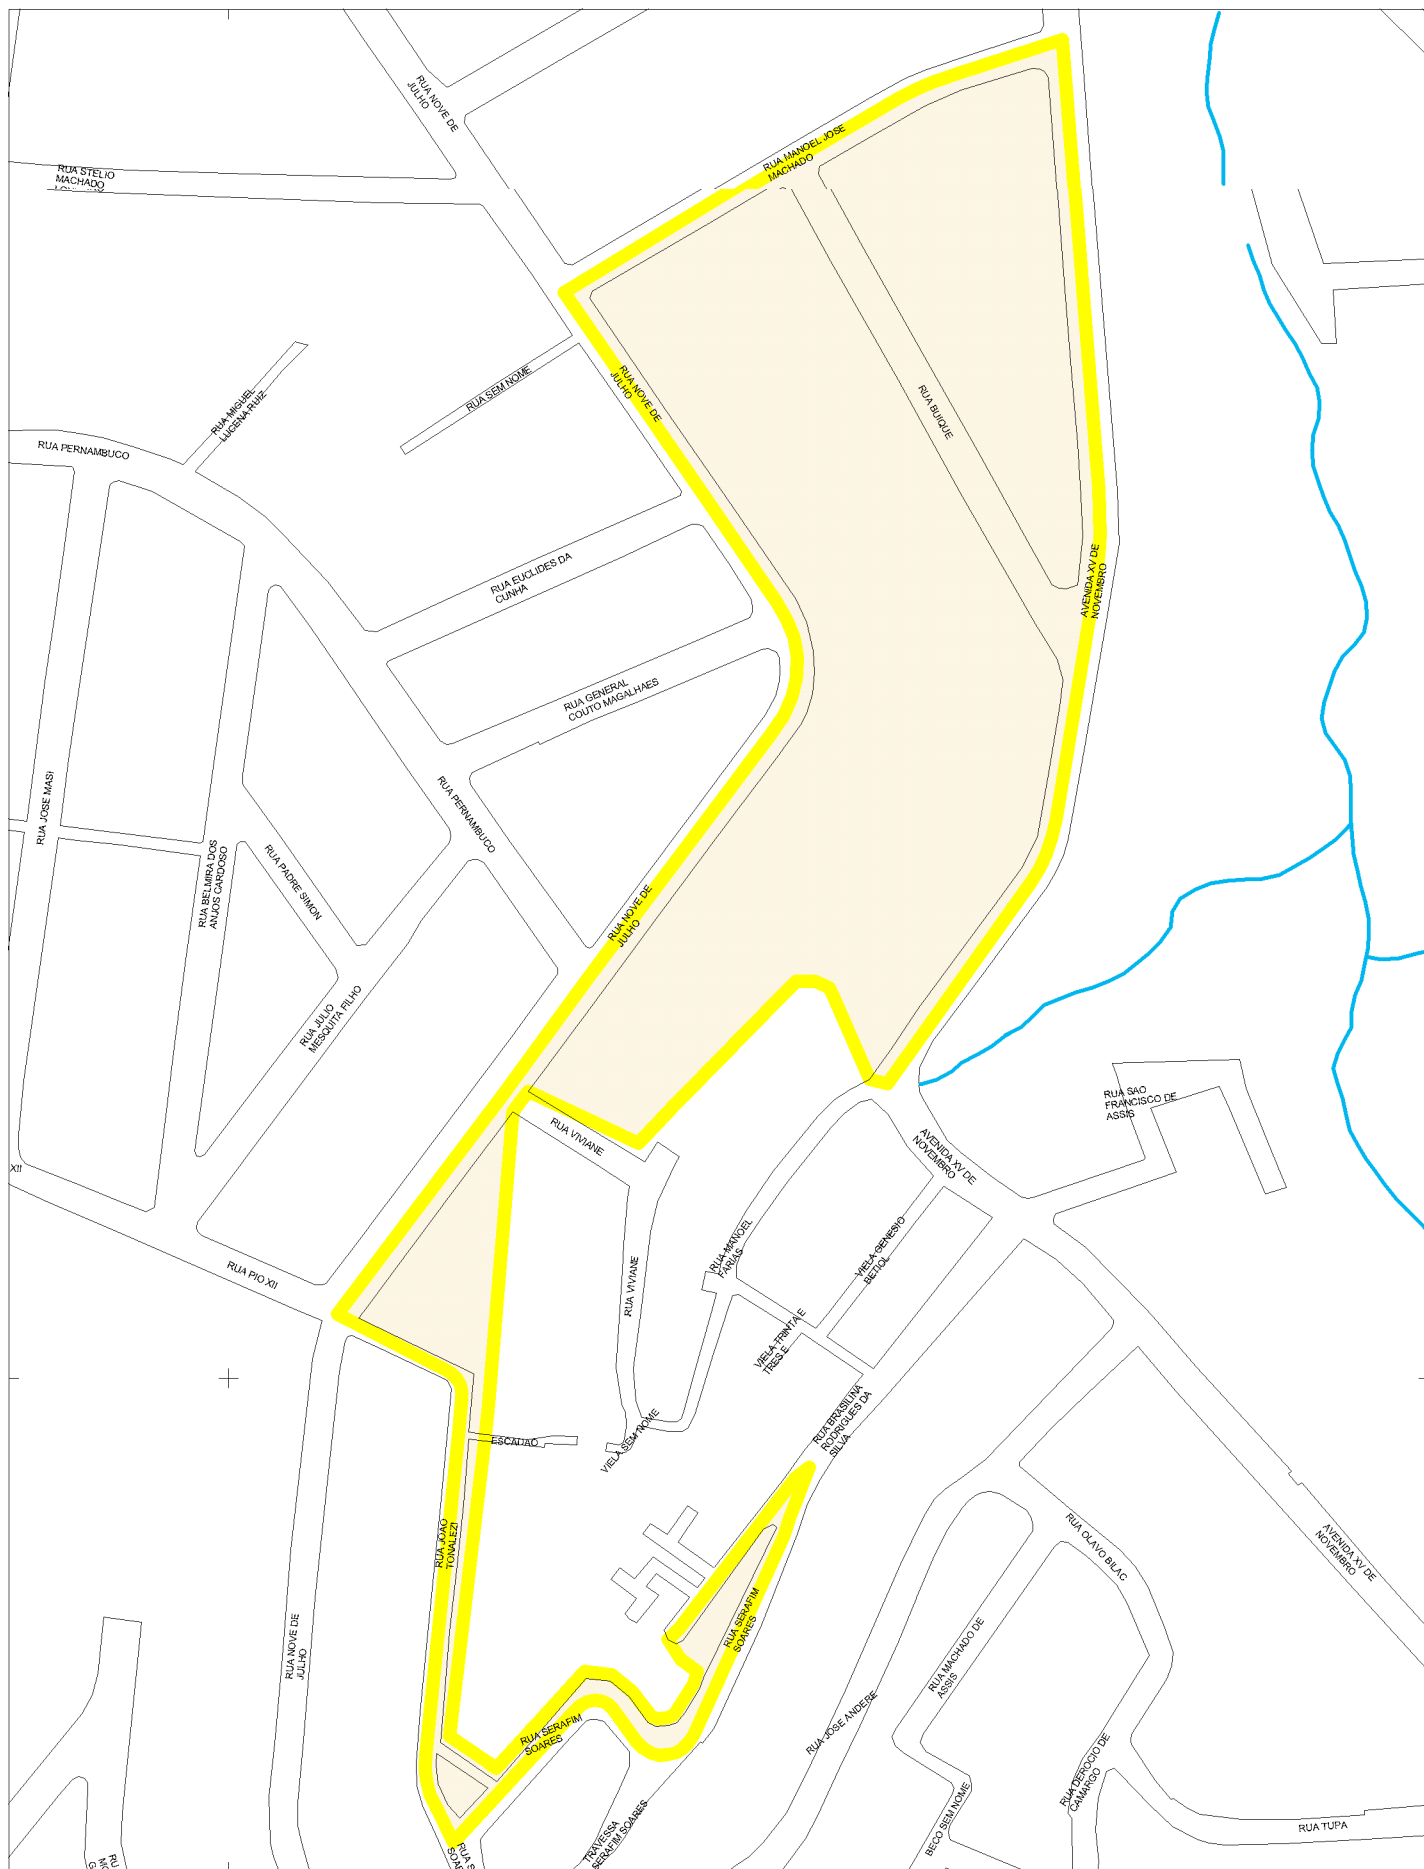 RUA NOVE DE
JULHO
RUA MANOEL JOSE
MACHADO
RUA STELIO
MACHADO
RUA NOVE DE
JULHO
RUA SEM NOME
RUA MIGUEL
LUCENA RUIZ
RUA BUIQUE
RUA PERNAMBUCO
AVENIDA XV DE
NOVEMBRO
RUA EUCLIDES DA
CUNHA
RUA GENERAL
COUTO MAGALHAES
RUA JOSE MASI
RUA PERNAMBUCO
RUA BELMIRA DOS
ANJOS CARDOSO
RUA PADRE SIMON
RUA NOVE DE
JULHO
RUA JULIO
MESQUITA FILHO
RUA SAO
FRANCISCO DE
ASSIS
RUA VIVIANE
AVENIDA XV DE
NOVEMBRO
XII
RUA PIO XII
RUA VIVIANE
RUA MANOEL
FARIAS
VIELA GENESIO
BETIOL
VIELA TRINTA E
TRES E
RUA BRASILINA
RODRIGUES DA
SILVA
ESCADAO
VIELA SEM NOME
RUA JOAO
TONALEZI
RUA OLAVO BILAC
AVENIDA XV DE
NOVEMBRO
RUA SERAFIM
SOARES
RUA NOVE DE
JULHO
RUA MACHADO DE
ASSIS
RUA SERAFIM
SOARES
RUA JOSE ANDERE
RUA DEROCIO DE
CAMARGO
BECO SEM NOME
TRAVESSA
SERAFIM SOARES
RUA TUPA
RUA S
SOAR
RU